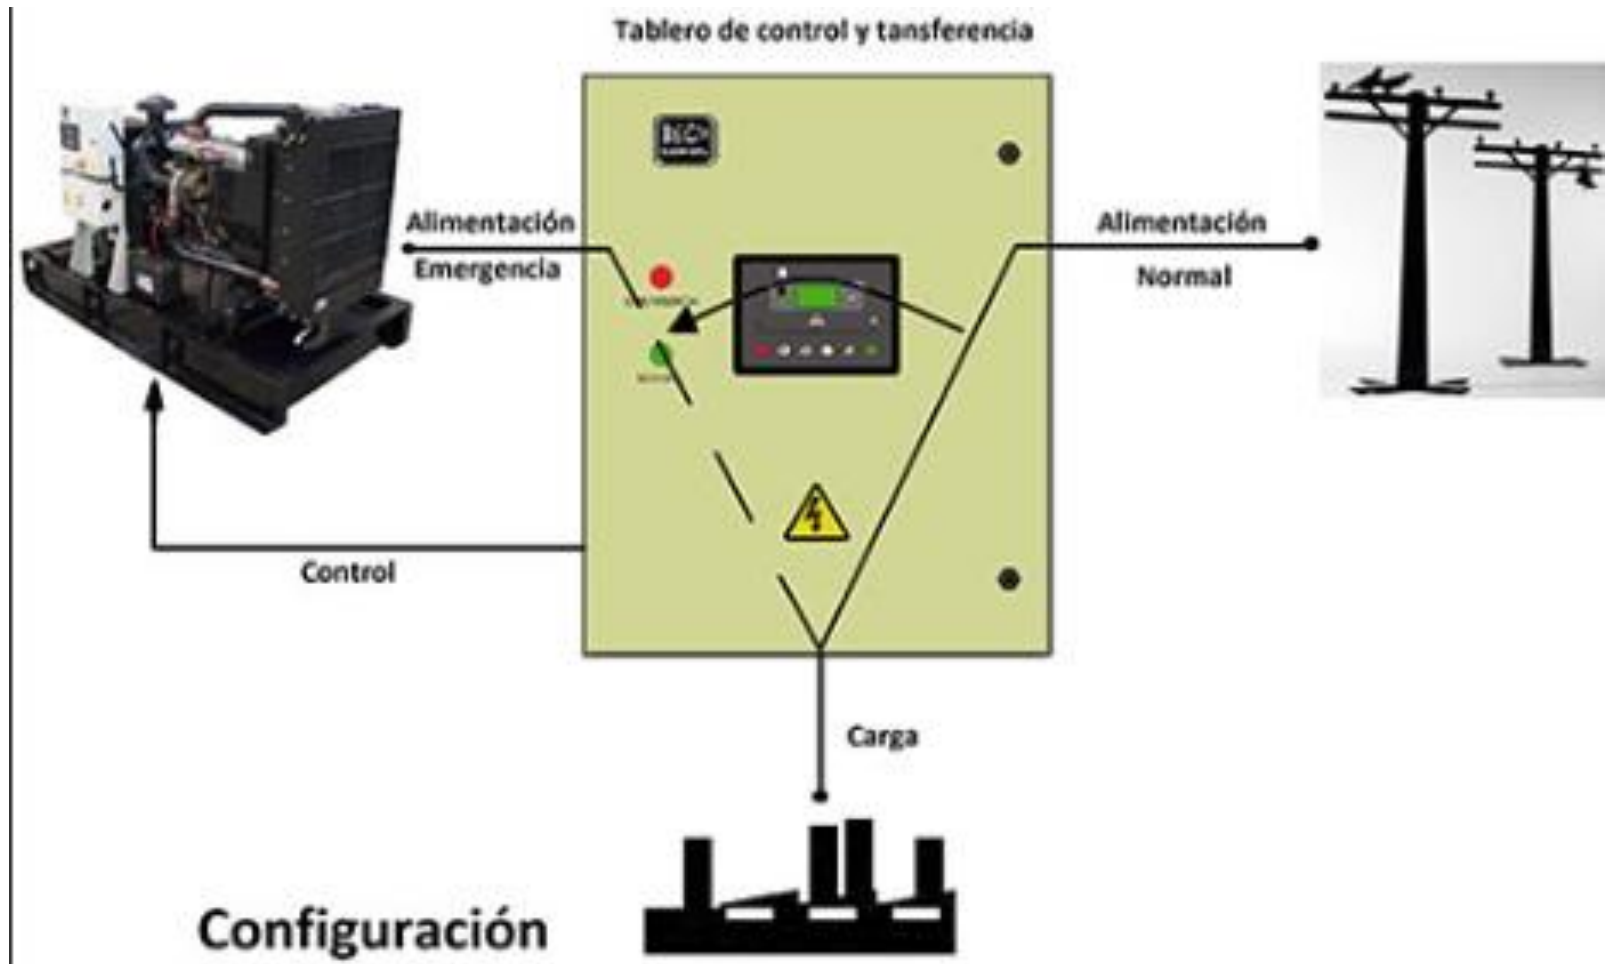 Tablero de control y tansferencia
Alimentación
Emergencia
Alimentación
Normal
Control
Carga
Configuración